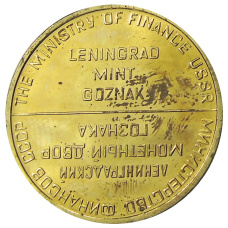 THE MINISTRY OF FINANCE USSR
LENINGRAD
MINT
GOZNAK
МИНИСТЕРСТВО ФИНАНСОВ СССР
ЛЕНИНГРАДСКИЙ
МОНЕТНЫЙ ДВОР
ГОЗНАКА